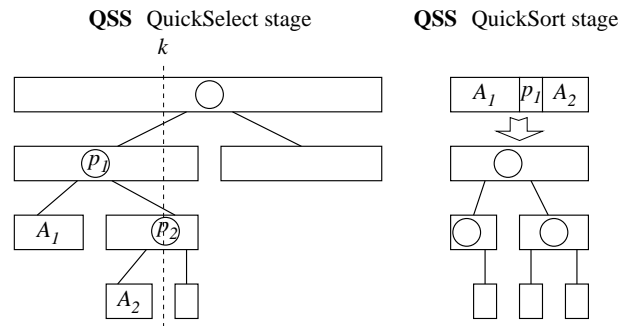 QSS QuickSelect stage
k
p1
A1
p2
A2
QSS QuickSort stage
A1 p1 A2